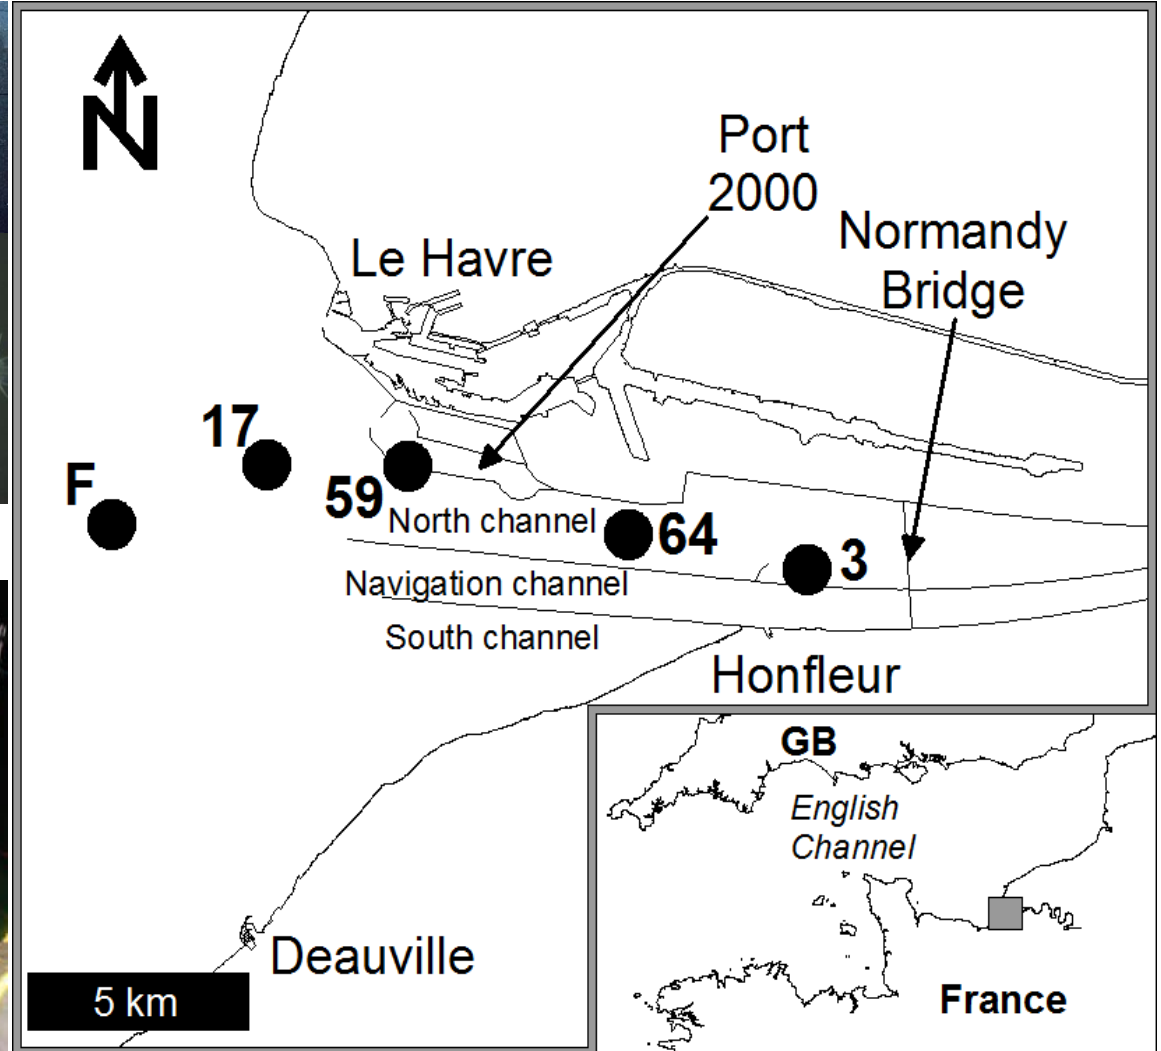 N
Port
2000
Normandy
Bridge
Le Havre
17
F
59
North channel
64
3
Navigation channel
South channel
Honfleur
Deauville
5 km
GB
English
Channel
France